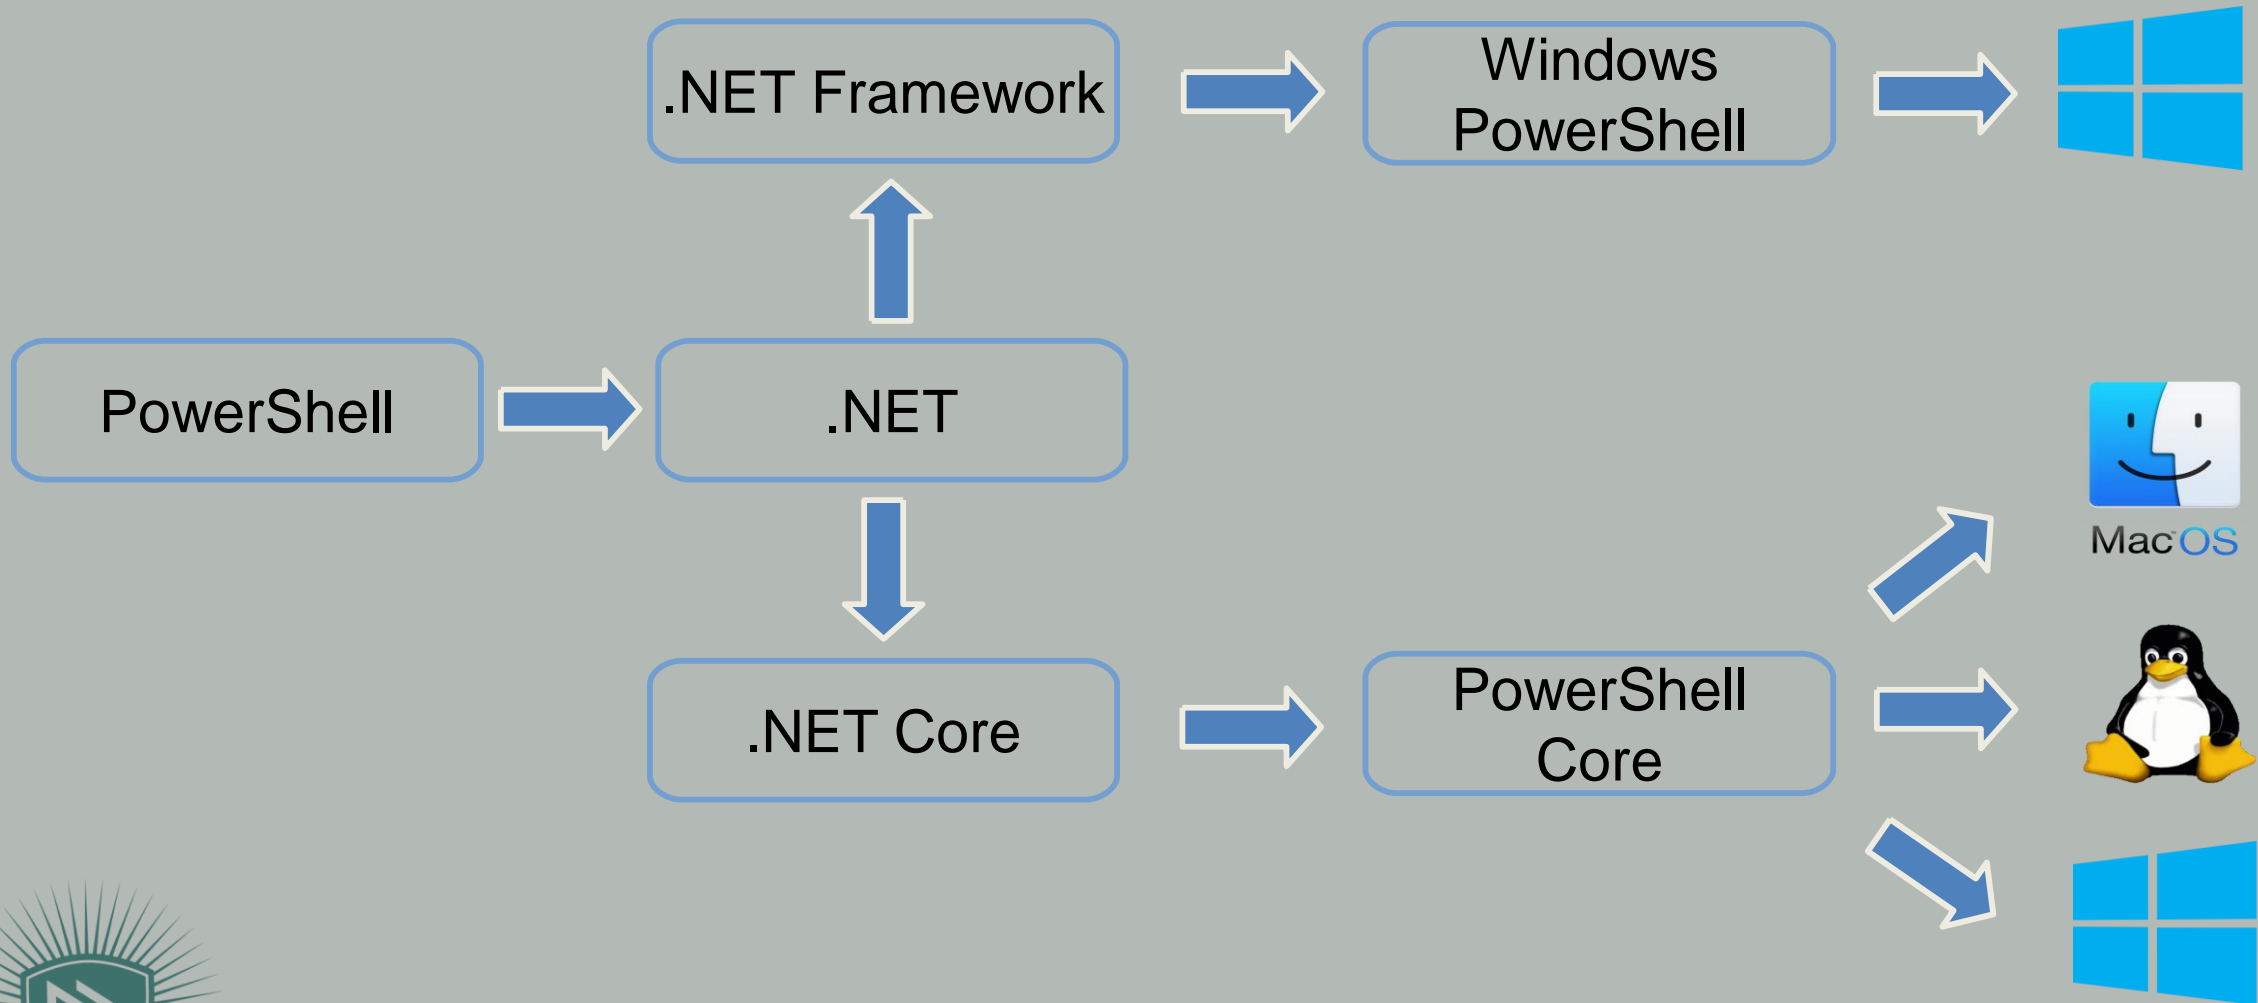 .NET Framework
Windows
PowerShell
PowerShell
.NET
MacOS
.NET Core
PowerShell
Core